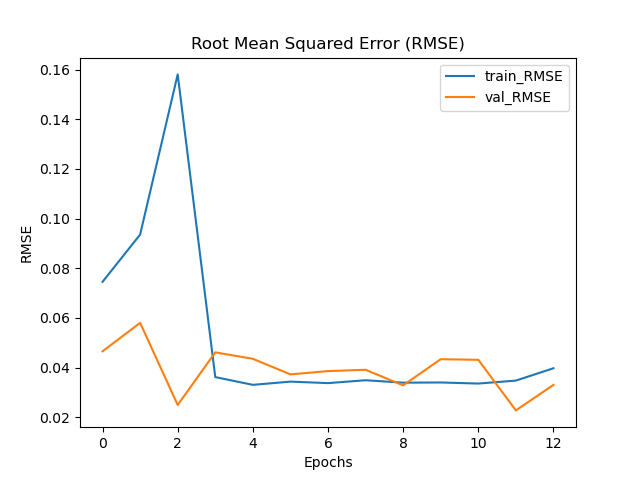 Root Mean Squared Error (RMSE)
train_RMSE
val_RMSE
0.16
0.14
0.12
0.10
0.08
0.06
0.04
0.02
RMSE
0 2 4 6 8 10 12
Epochs